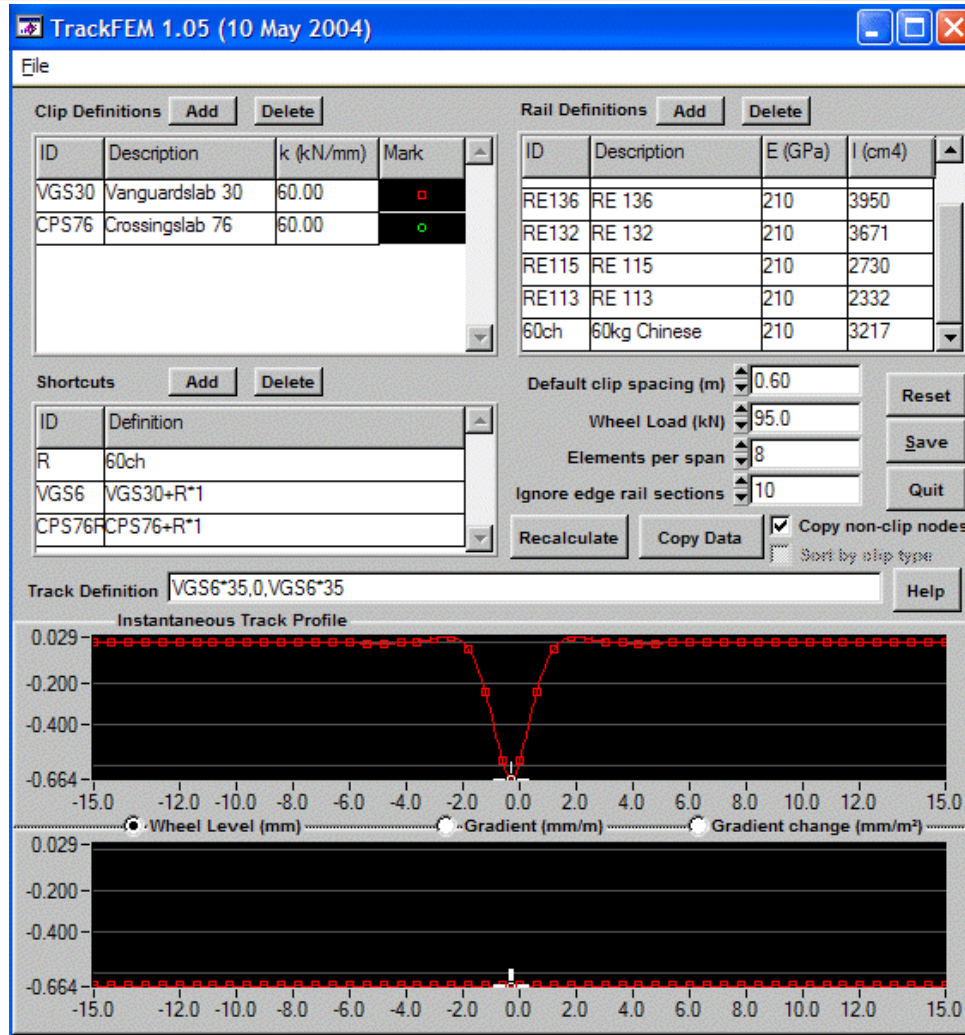 TrackFEM 1.05 (10 May 2004)
File
Clip Definitions Add Delete
ID Description k (kN/mm) Mark
VGS30 Vanguardslab 30 60.00
CPS76 Crossingslab 76 60.00
Rail Definitions Add Delete
ID Description E (GPa) I (cm4)
RE136 RE 136 210 3950
RE132 RE 132 210 3671
RE115 RE 115 210 2730
RE113 RE 113 210 2332
60ch 60kg Chinese 210 3217
Shortcuts Add Delete
ID Definition
R 60ch
VGS6 VGS30+R*1
CPS76R CPS76+R*1
Default clip spacing (m) 0.60
Wheel Load (kN) 95.0
Elements per span 8
Ignore edge rail sections 10
Reset
Save
Quit
Recalculate Copy Data Copy non-clip nodes
Sort by clip type
Track Definition VGS6*35,0,VGS6*35 Help
Instantaneous Track Profile
0.029
-0.200
-0.400
-0.664
-15.0 -12.0 -10.0 -8.0 -6.0 -4.0 -2.0 0.0 2.0 4.0 6.0 8.0 10.0 12.0 15.0
Wheel Level (mm) Gradient (mm/m) Gradient change (mm/m²)
0.029
-0.200
-0.400
-0.664
-15.0 -12.0 -10.0 -8.0 -6.0 -4.0 -2.0 0.0 2.0 4.0 6.0 8.0 10.0 12.0 15.0